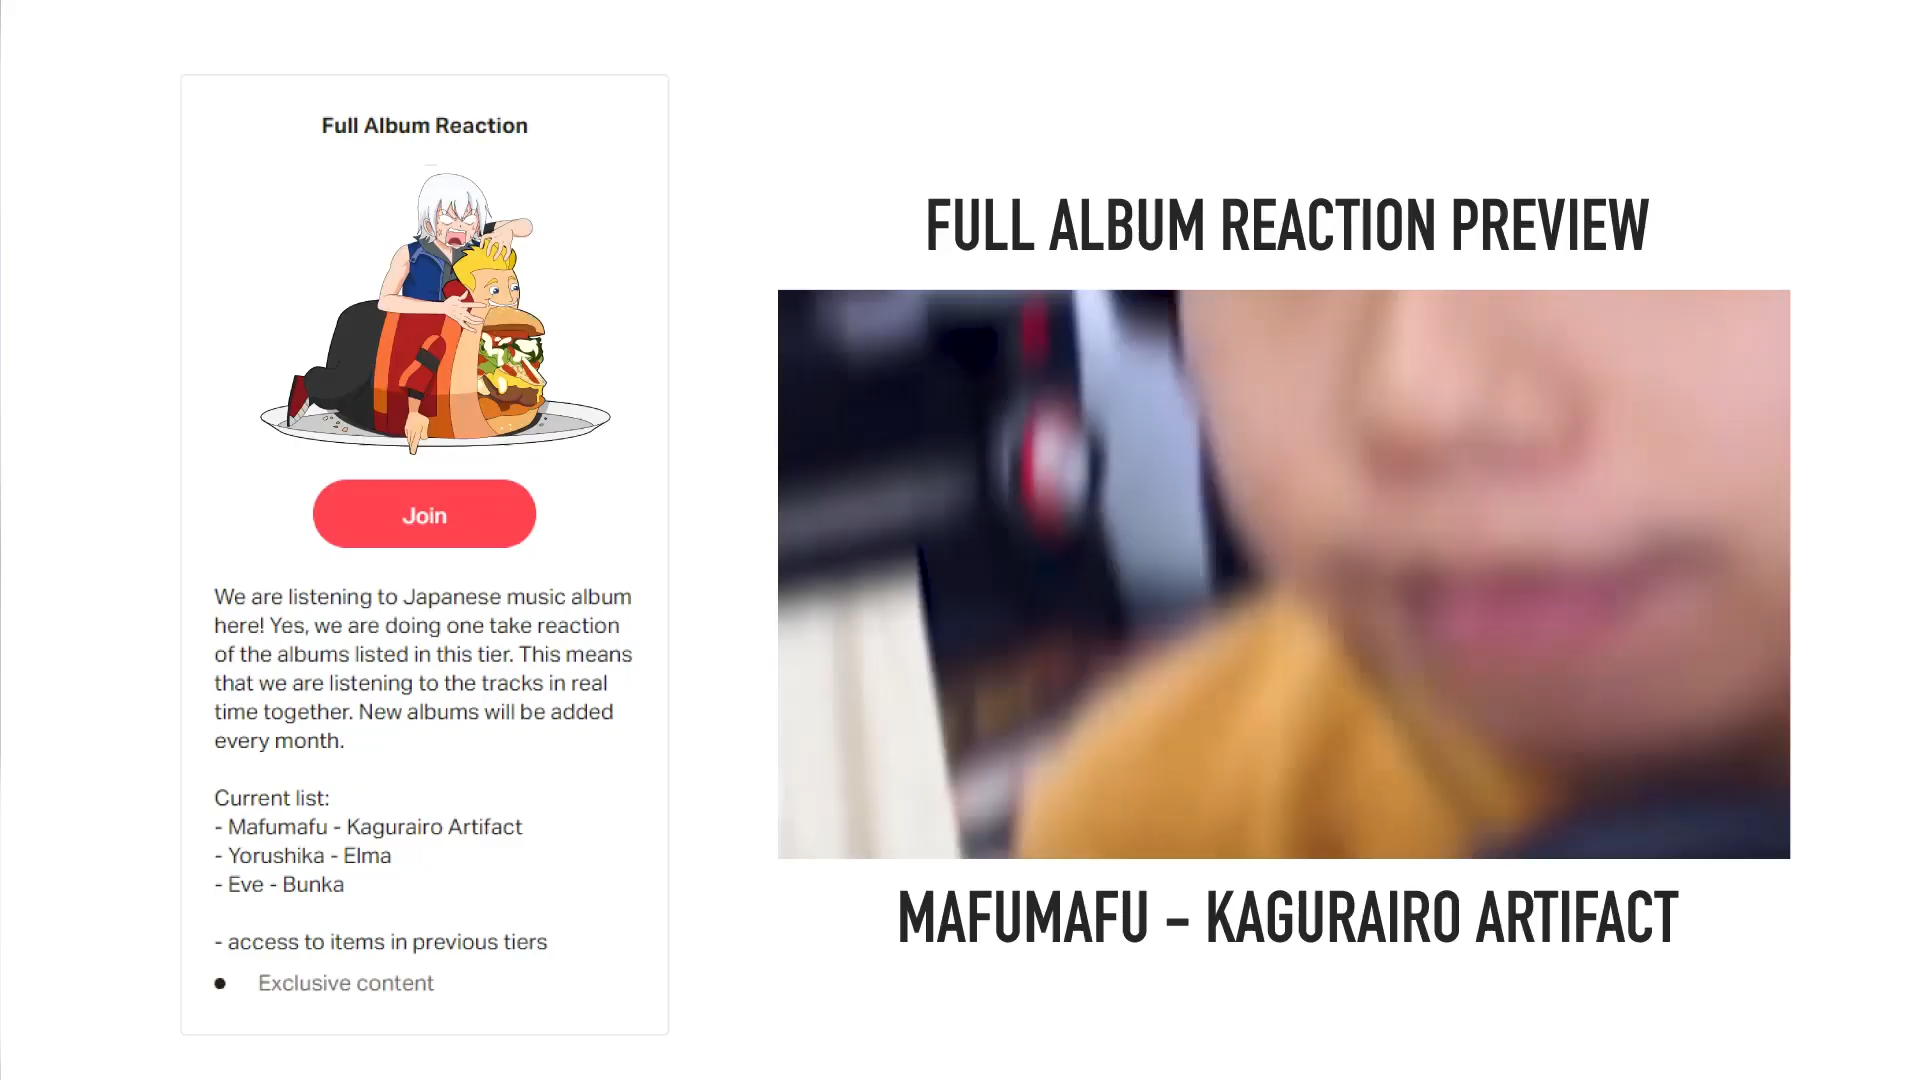 Full Album Reaction
Join
We are listening to Japanese music album
here! Yes, we are doing one take reaction
of the albums listed in this tier. This means
that we are listening to the tracks in real
time together. New albums will be added
every month.
Current list:
- Mafumafu - Kagurairo Artifact
- Yorushika - Elma
- Eve - Bunka
- access to items in previous tiers
● Exclusive content
FULL ALBUM REACTION PREVIEW
MAFUMAFU - KAGURAIRO ARTIFACT